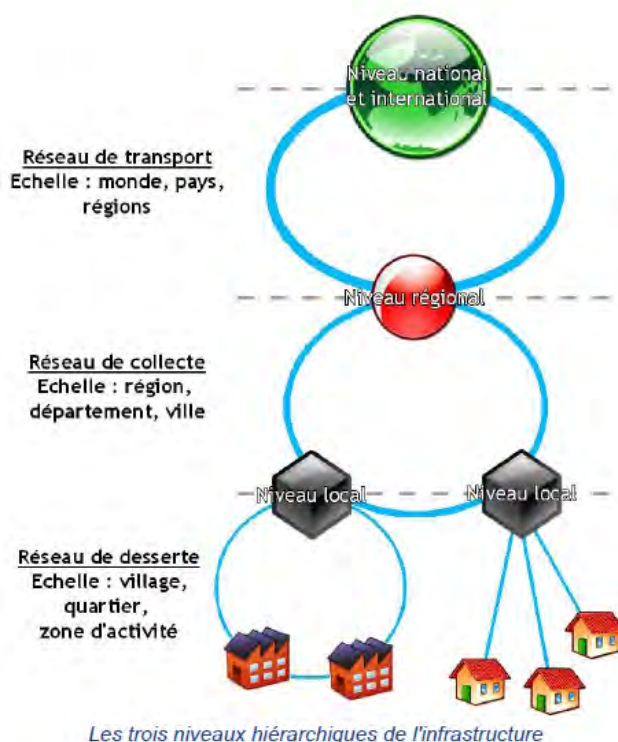 Niveau national
et international
Réseau de transport
Echelle : monde, pays,
régions
Niveau régional
Réseau de collecte
Echelle : région,
département, ville
Niveau local
Niveau local
Réseau de desserte
Echelle : village,
quartier,
zone d'activité
Les trois niveaux hiérarchiques de l'infrastructure